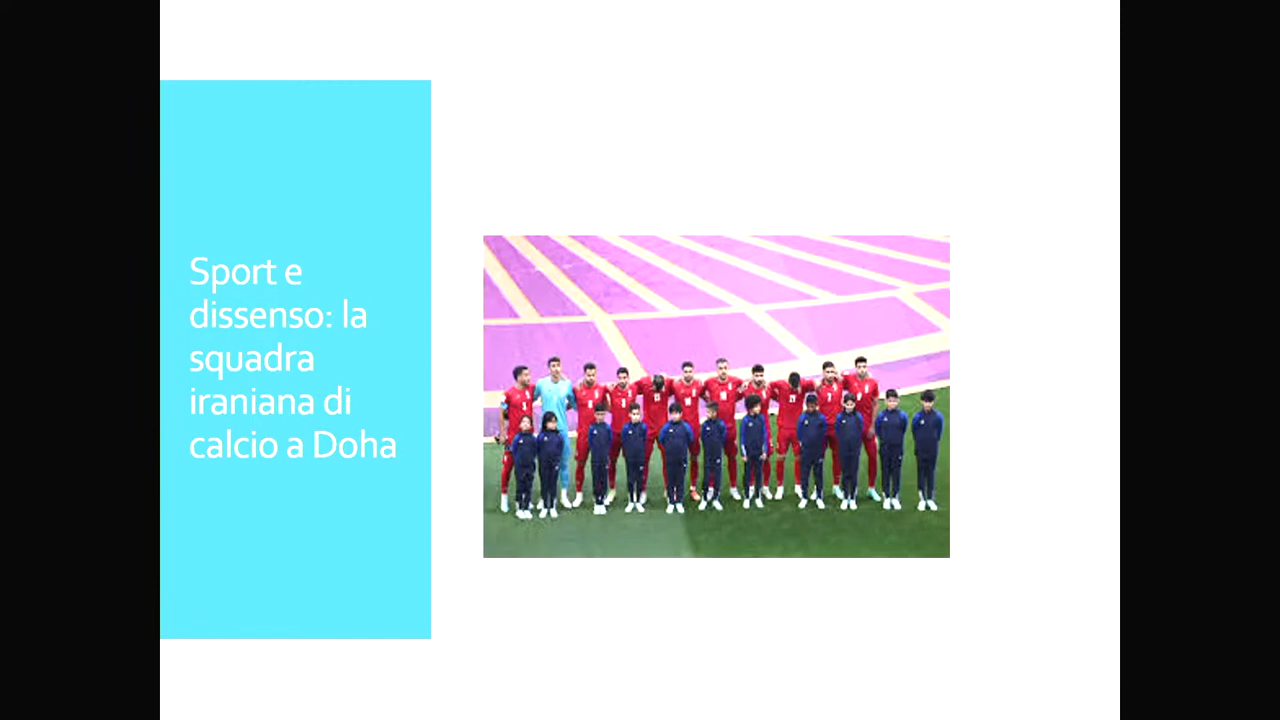 Sport e
dissenso: la
squadra
iraniana di
calcio a Doha